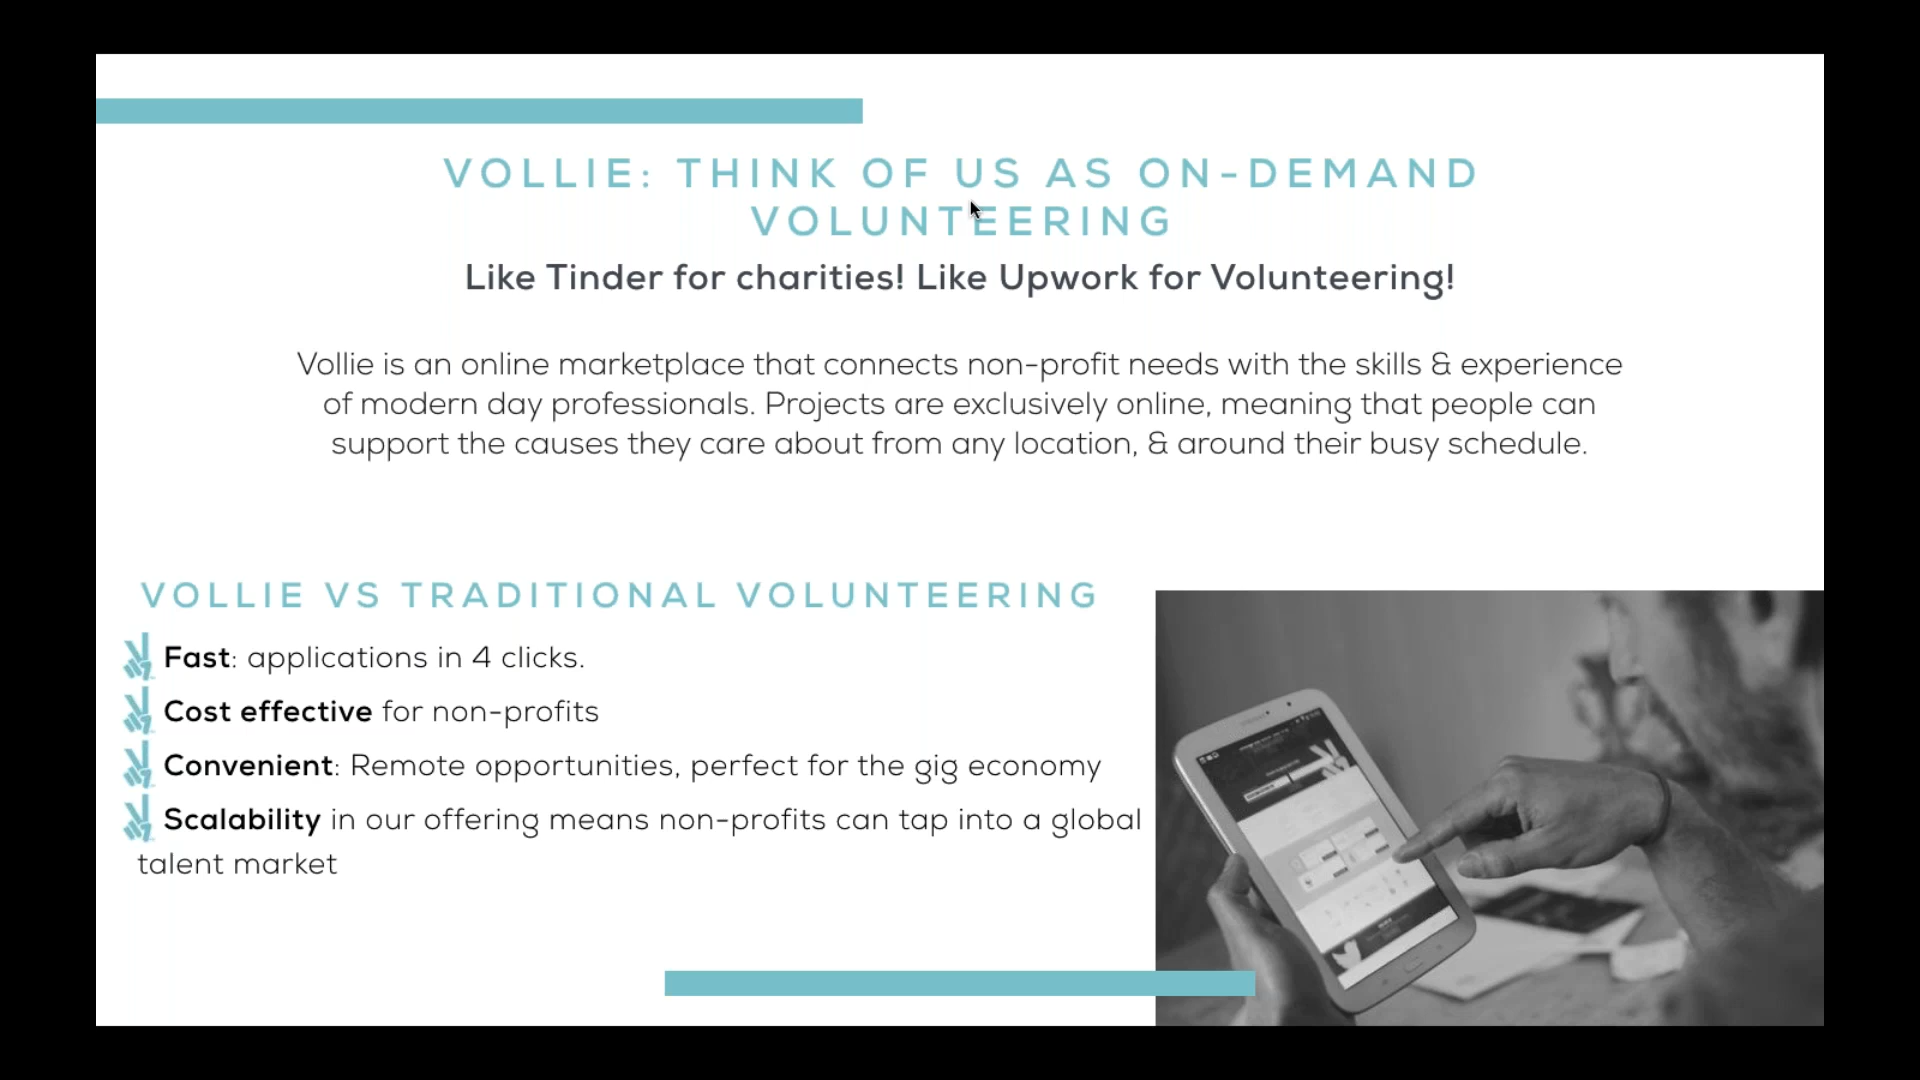 VOLLIE: THINK OF US AS ON-DEMAND
VOLUNTEERING
Like Tinder for charities! Like Upwork for Volunteering!
Vollie is an online marketplace that connects non-profit needs with the skills & experience
of modern day professionals. Projects are exclusively online, meaning that people can
support the causes they care about from any location, & around their busy schedule.
VOLLIE VS TRADITIONAL VOLUNTEERING
Fast: applications in 4 clicks.
Cost effective for non-profits
Convenient: Remote opportunities, perfect for the gig economy
Scalability in our offering means non-profits can tap into a global
talent market